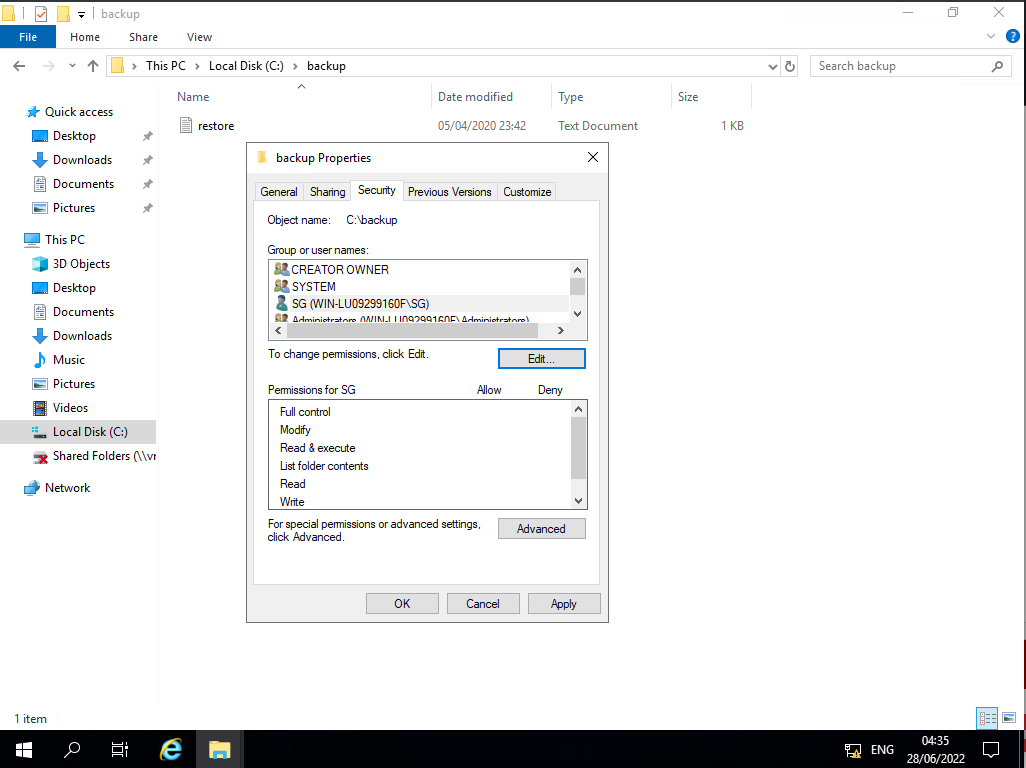 backup
File Home Share View
This PC Local Disk (C:) backup
Search backup
Quick access
Desktop
Downloads
Documents
Pictures
This PC
3D Objects
Desktop
Documents
Downloads
Music
Pictures
Videos
Local Disk (C:)
Shared Folders (\\vr
Network
Name Date modified Type Size
restore 05/04/2020 23:42 Text Document 1 KB
backup Properties
General Sharing Security Previous Versions Customize
Object name: C:\backup
Group or user names:
CREATOR OWNER
SYSTEM
SG (WIN-LU09299160F\SG)
Administrators (WIN-LU09299160F\Administrators)
To change permissions, click Edit.
Edit...
Permissions for SG Allow Deny
Full control
Modify
Read & execute
List folder contents
Read
Write
For special permissions or advanced settings,
click Advanced.
Advanced
OK Cancel Apply
1 item
ENG
04:35
28/06/2022